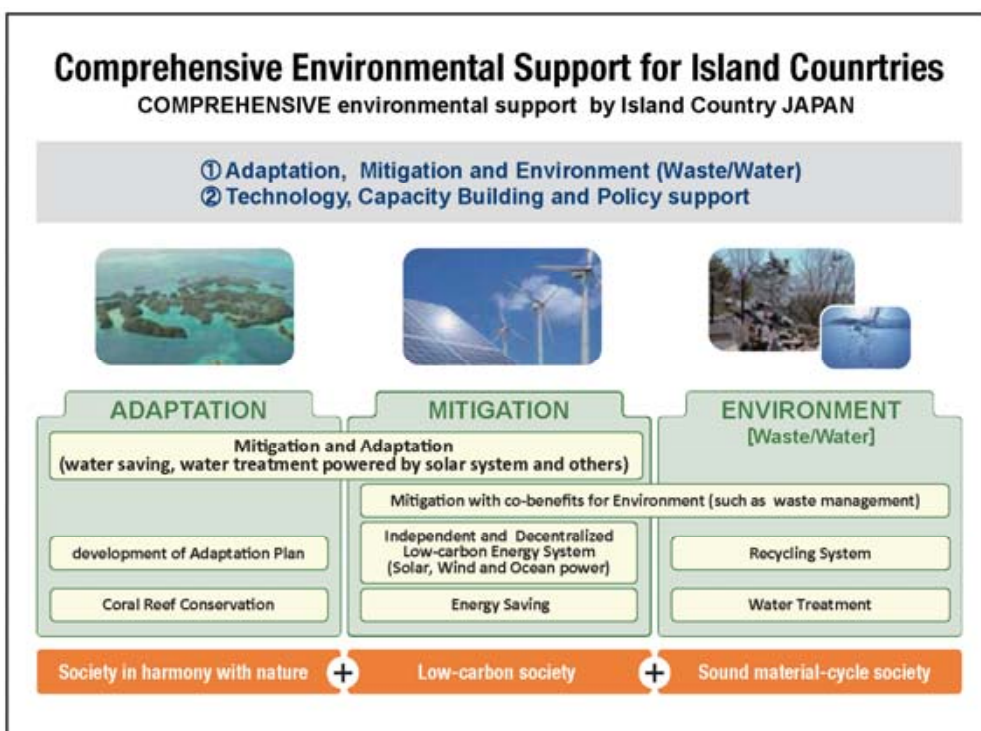 Comprehensive Environmental Support for Island Counrtries
COMPREHENSIVE environmental support by Island Country JAPAN
① Adaptation, Mitigation and Environment (Waste/Water)
② Technology, Capacity Building and Policy support
ADAPTATION
MITIGATION
ENVIRONMENT
[Waste/Water]
Mitigation and Adaptation
(water saving, water treatment powered by solar system and others)
Mitigation with co-benefits for Environment (such as waste management)
development of Adaptation Plan
Independent and Decentralized
Low-carbon Energy System
(Solar, Wind and Ocean power)
Recycling System
Coral Reef Conservation
Energy Saving
Water Treatment
Society in harmony with nature
+
Low-carbon society
+
Sound material-cycle society